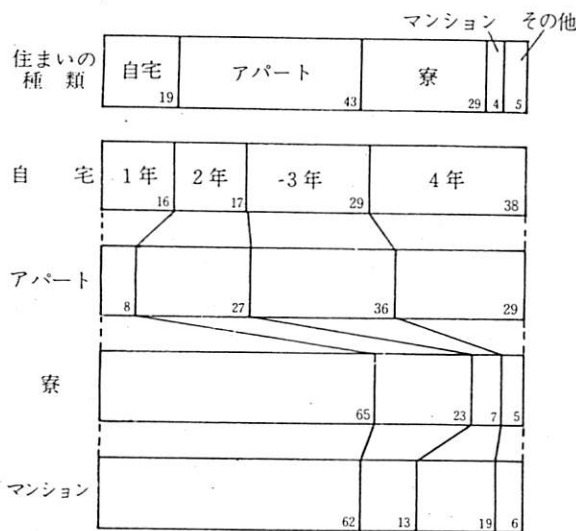 マンション その他
住まいの
種類
自宅 アパート 寮
19 43 29 4 5
自宅 1年 2年 -3年 4年
16 17 29 38
アパート
8 27 36 29
寮
65 23 7 5
マンション
62 13 19 6